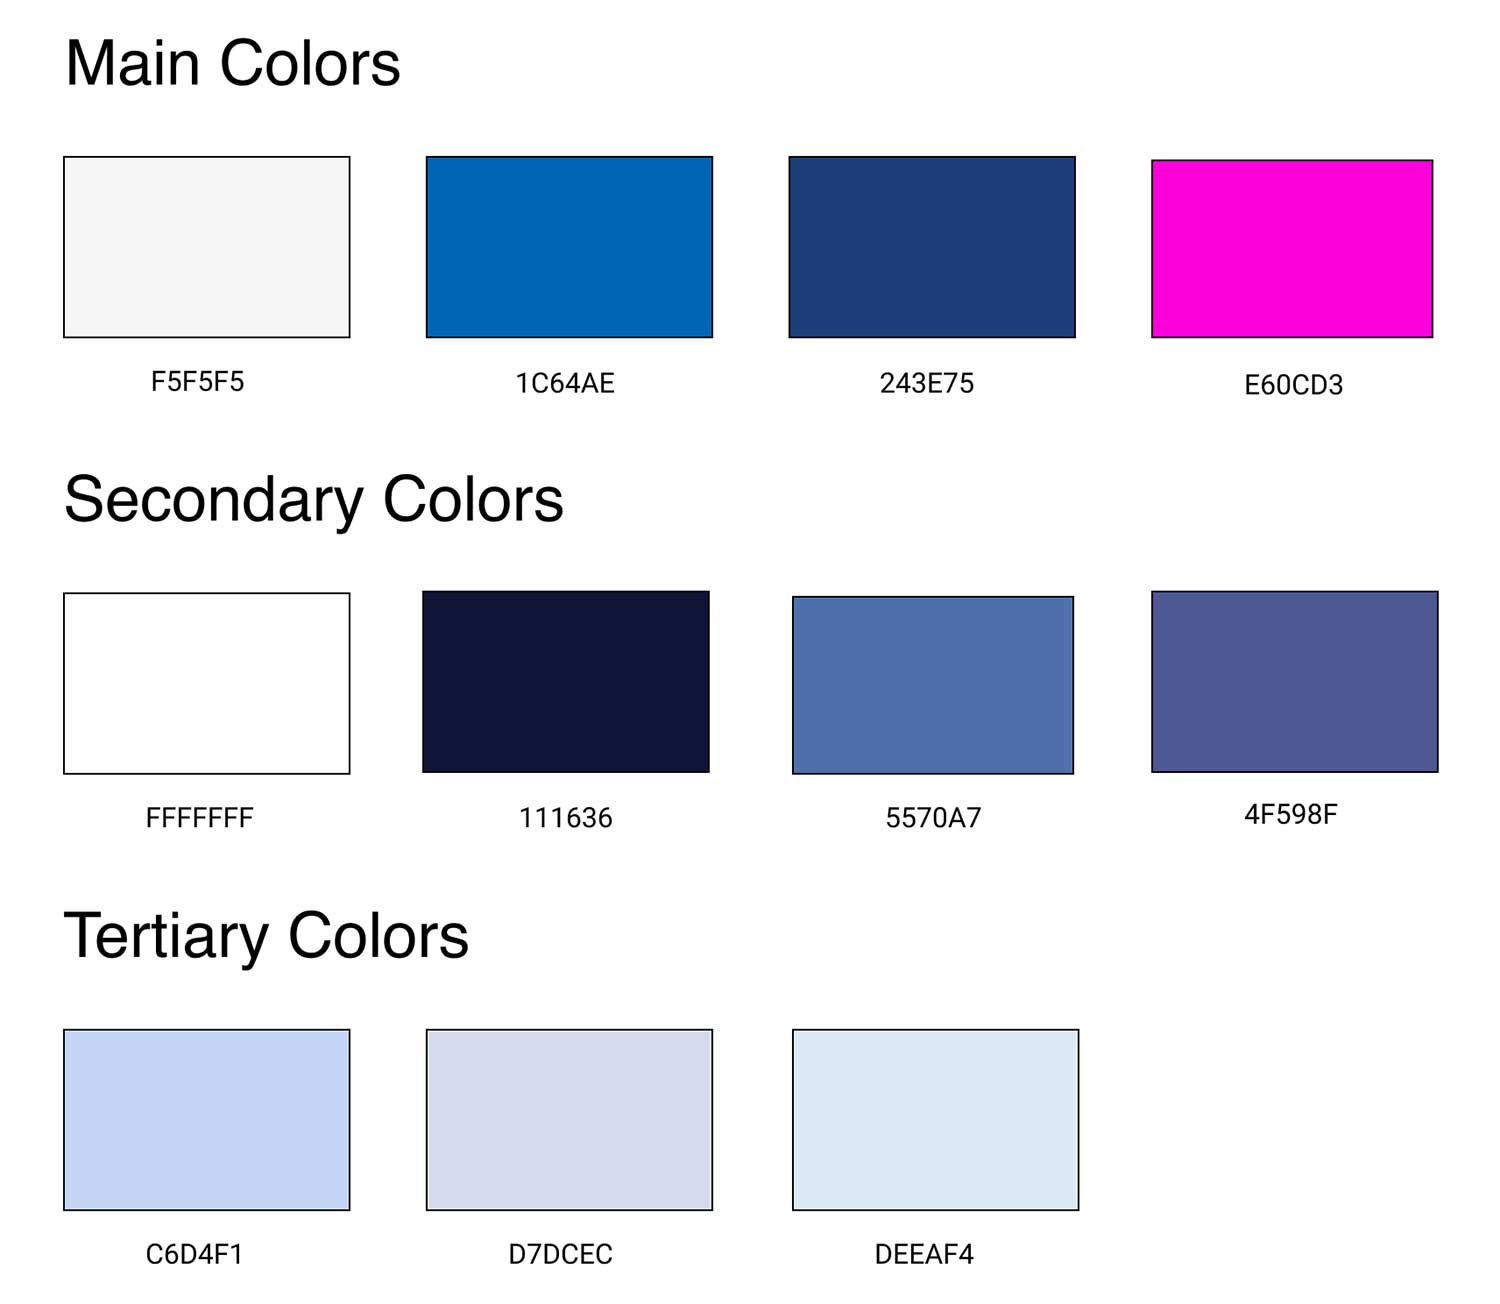 Main Colors
F5F5F5 1C64AE 243E75 E60CD3
Secondary Colors
FFFFFFF 111636 5570A7 4F598F
Tertiary Colors
C6D4F1 D7DCEC DEEAF4